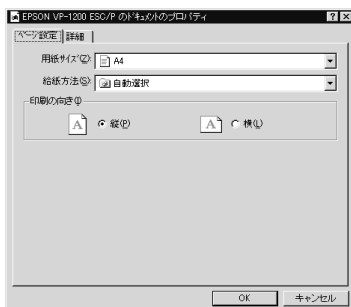 EPSON VP-1200 ESC/P のﾄﾞｷｭﾒﾝﾄのプロパティ
ページ設定 詳細
用紙サイズ(Z): A4
給紙方法(S): 自動選択
印刷の向き(I)
A 縦(P) A 横(L)
OK キャンセル